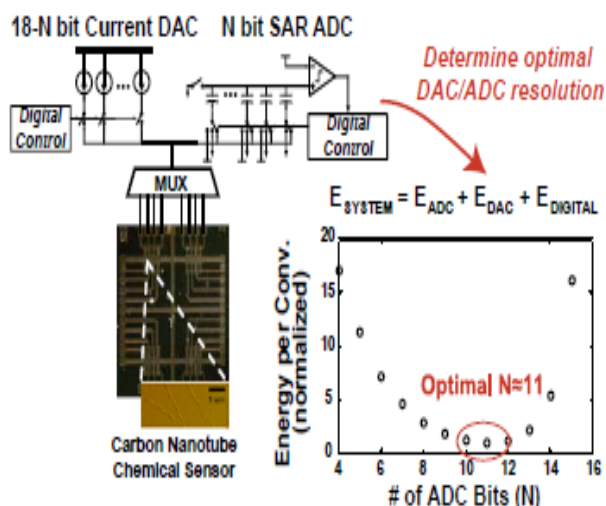 18-N bit Current DAC
N bit SAR ADC
Determine optimal
DAC/ADC resolution
Digital
Control
Digital
Control
MUX
E_SYSTEM = E_ADC + E_DAC + E_DIGITAL
Energy per Conv.
(normalized)
20
15
10
5
0
Optimal N≈11
4
6
8
10
12
14
16
# of ADC Bits (N)
Carbon Nanotube
Chemical Sensor